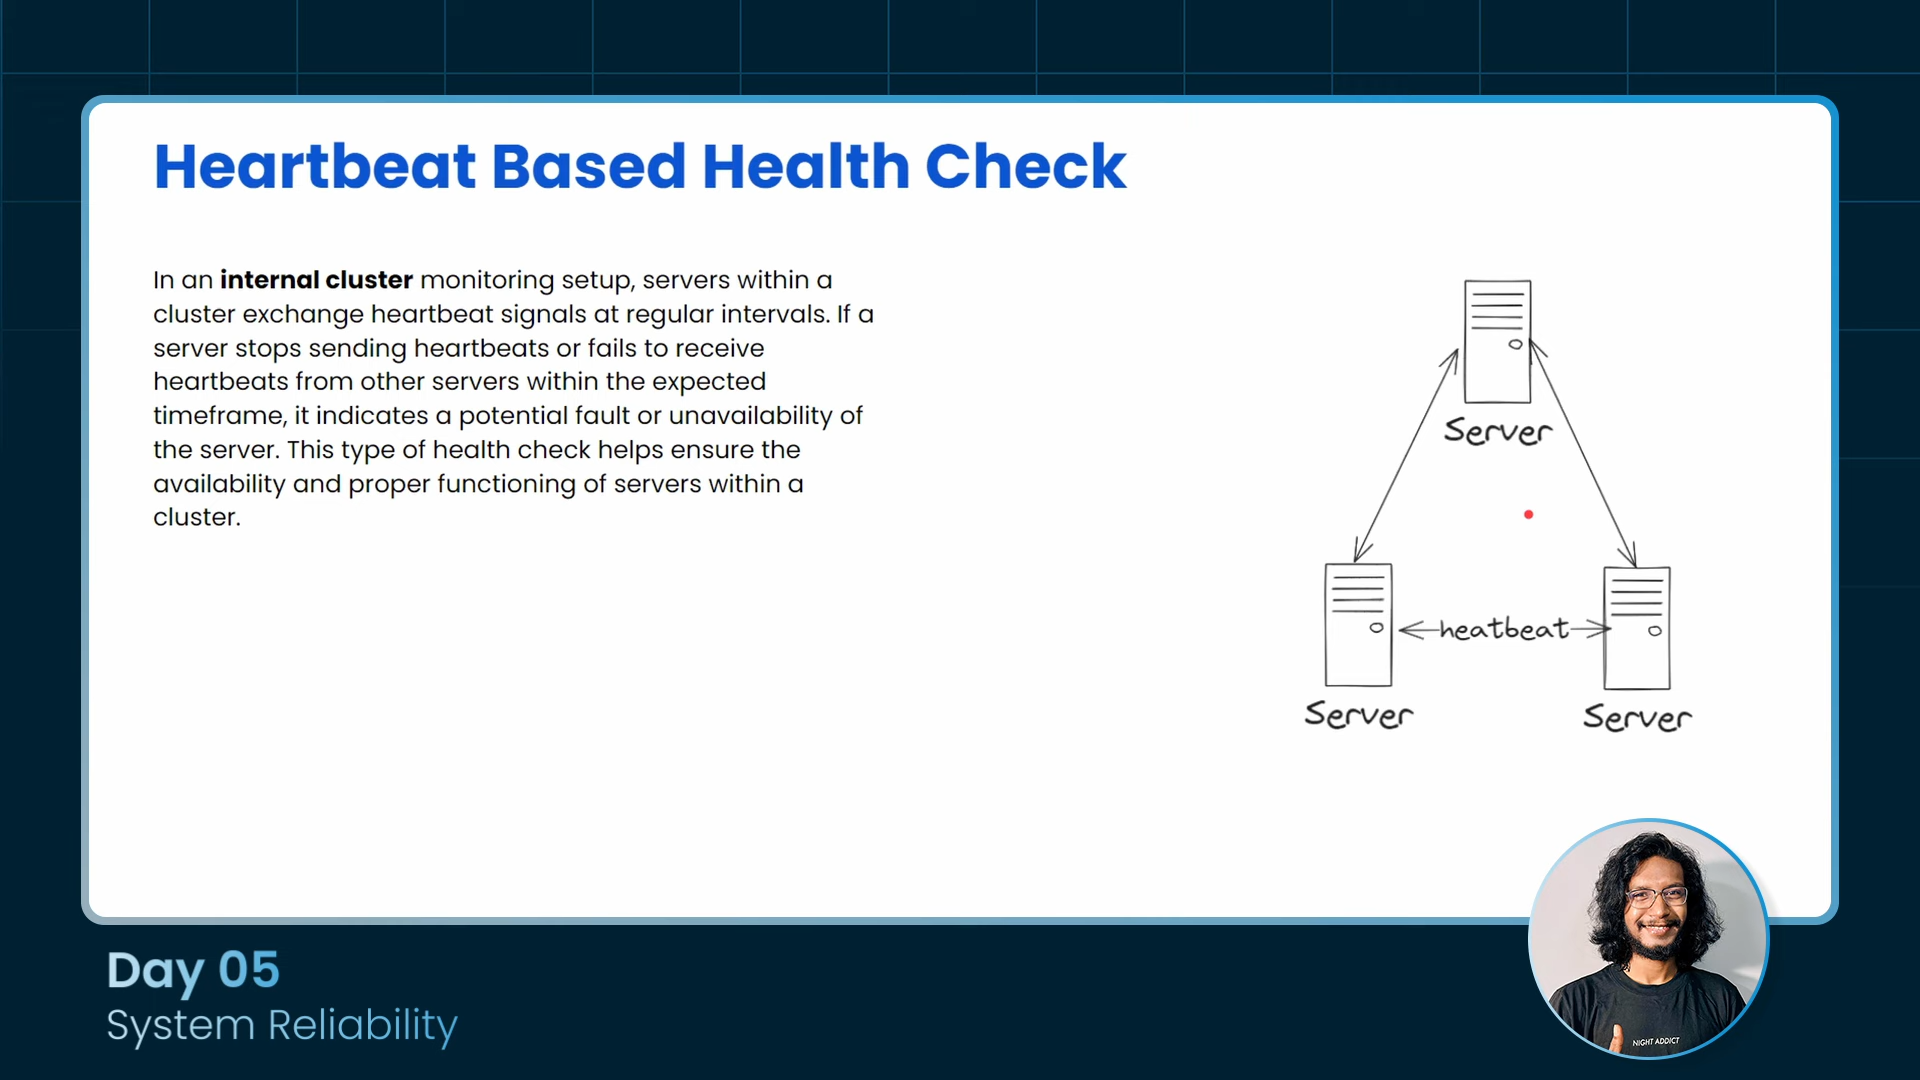 Heartbeat Based Health Check
In an internal cluster monitoring setup, servers within a
cluster exchange heartbeat signals at regular intervals. If a
server stops sending heartbeats or fails to receive
heartbeats from other servers within the expected
timeframe, it indicates a potential fault or unavailability of
the server. This type of health check helps ensure the
availability and proper functioning of servers within a
cluster.
Server
heatbeat
Server
Server
Day 05
System Reliability
NIGHT ADDICT